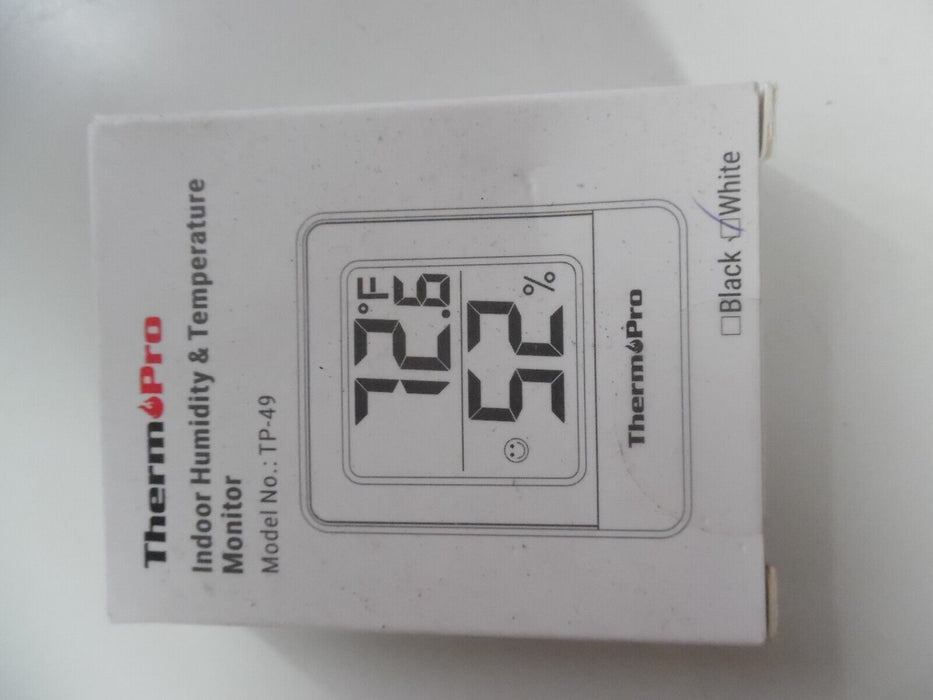 ThermoPro
Indoor Humidity & Temperature
Monitor
Model No.: TP-49
72.6 °F
52 %
ThermoPro
Black White